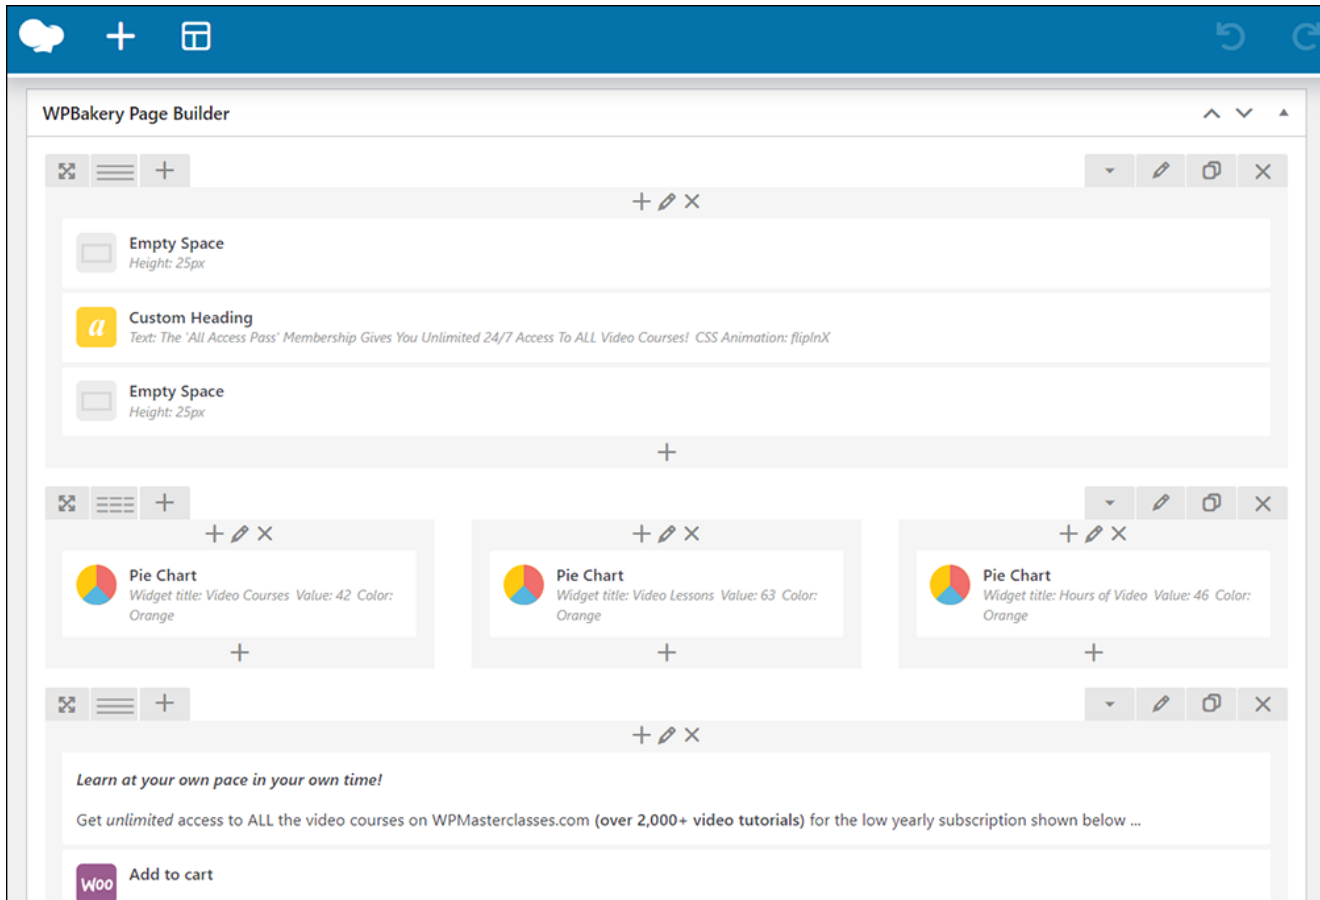 WPBakery Page Builder
Empty Space
Height: 25px
a
Custom Heading
Text: The 'All Access Pass' Membership Gives You Unlimited 24/7 Access To ALL Video Courses! CSS Animation: flipInX
Empty Space
Height: 25px
Pie Chart
Widget title: Video Courses Value: 42 Color:
Orange
Pie Chart
Widget title: Video Lessons Value: 63 Color:
Orange
Pie Chart
Widget title: Hours of Video Value: 46 Color:
Orange
Learn at your own pace in your own time!
Get unlimited access to ALL the video courses on WPMasterclasses.com (over 2,000+ video tutorials) for the low yearly subscription shown below ...
Woo
Add to cart